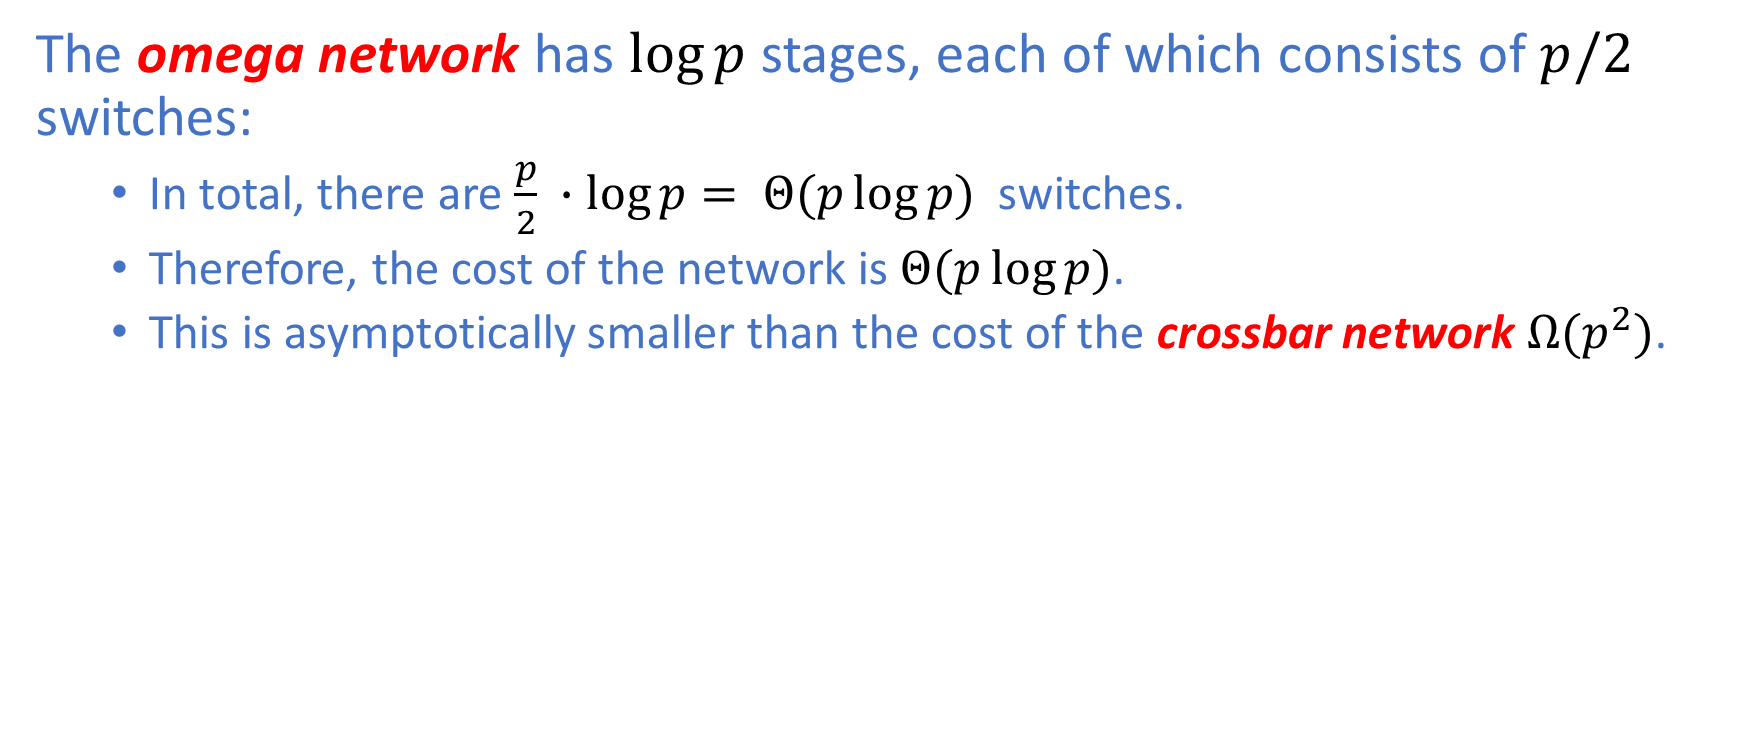 The omega network has log p stages, each of which consists of p/2
switches:
• In total, there are p/2 · log p = Θ(p log p) switches.
• Therefore, the cost of the network is Θ(p log p).
• This is asymptotically smaller than the cost of the crossbar network Ω(p²).